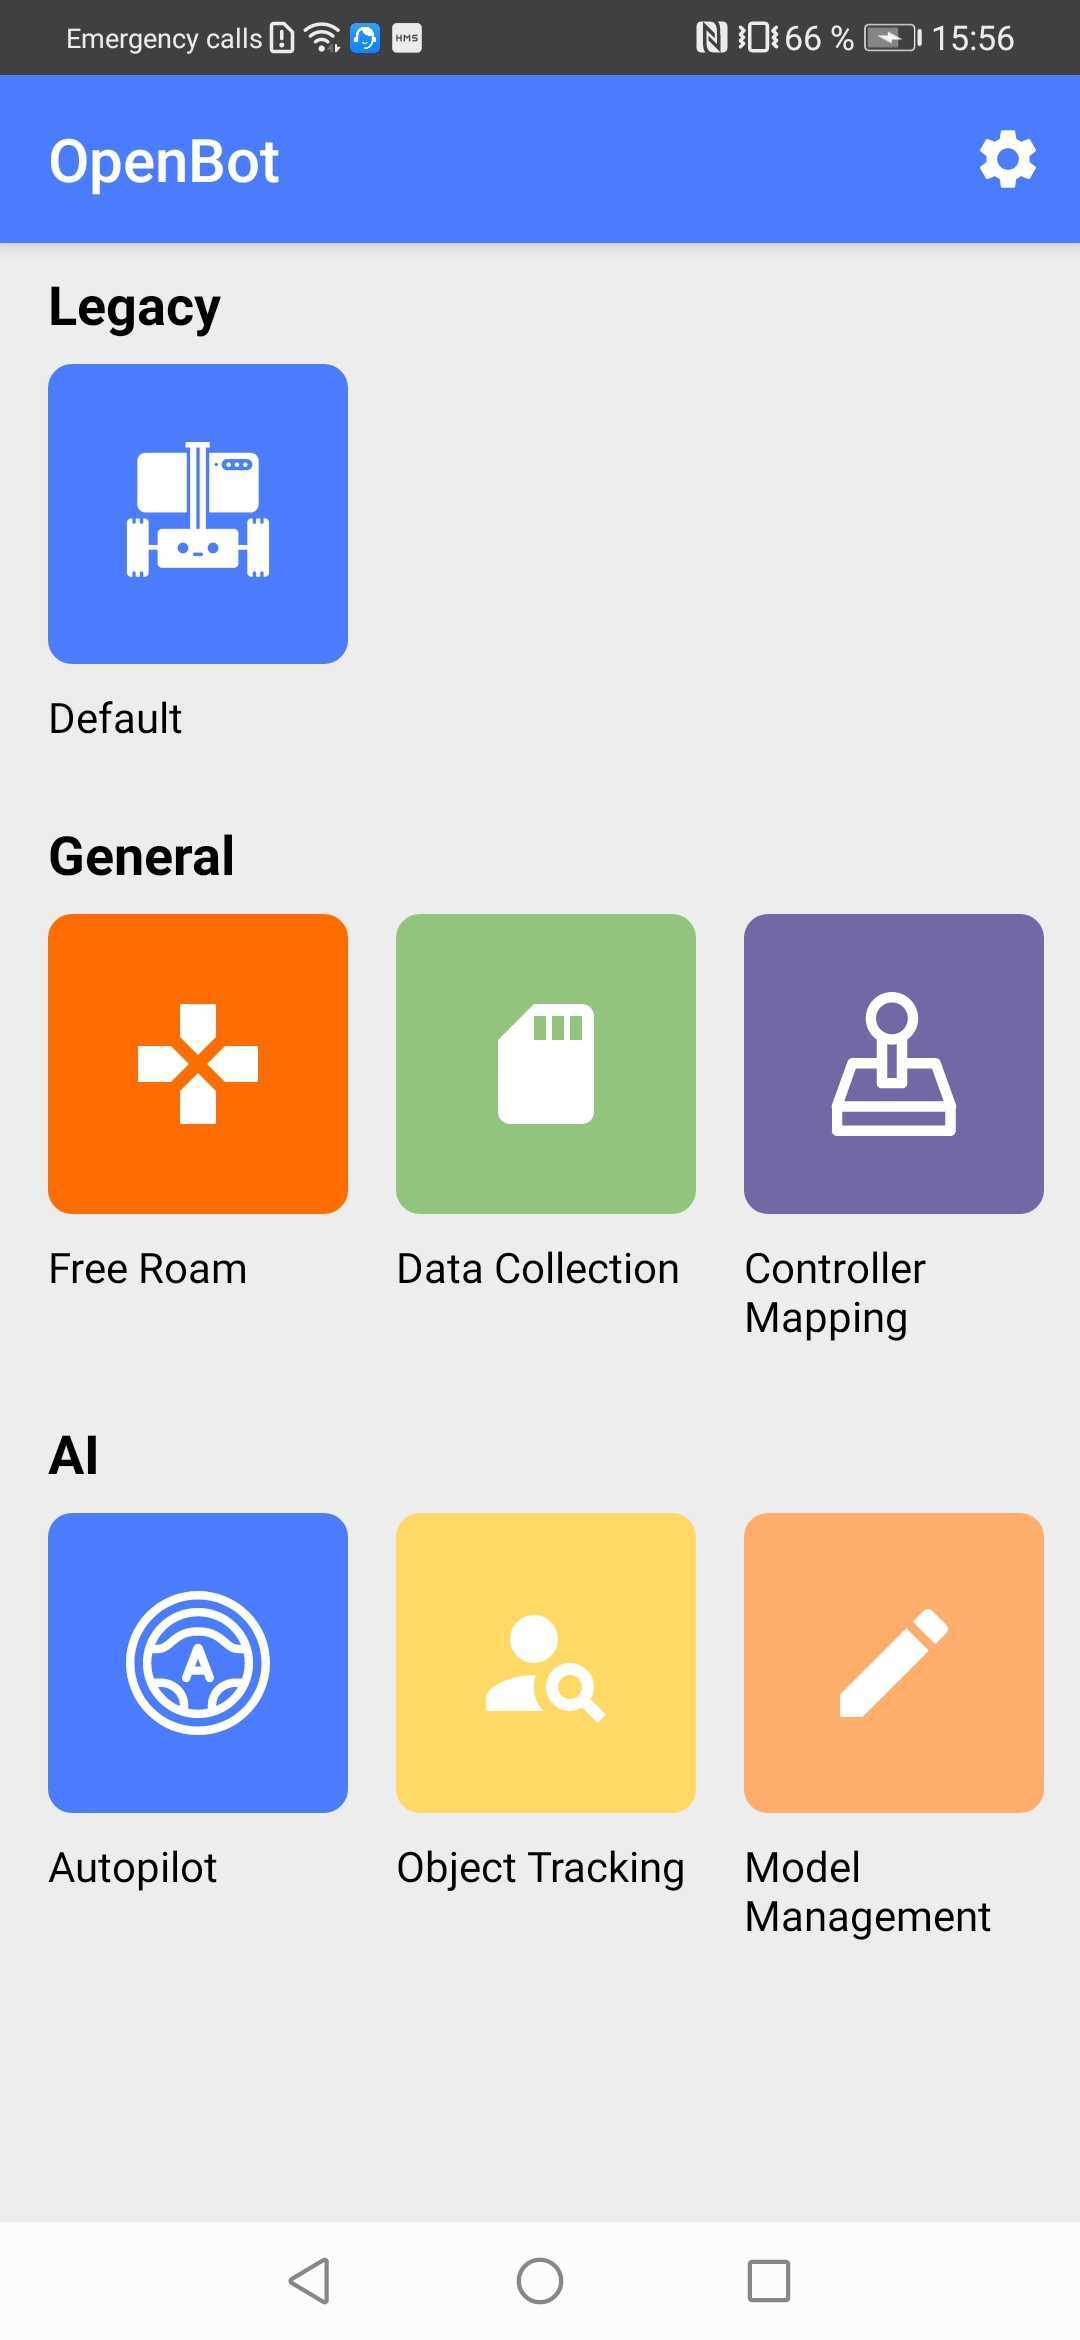 Emergency calls HMS 66 % 15:56
OpenBot
Legacy
Default
General
Free Roam Data Collection Controller
Mapping
AI
A
Autopilot Object Tracking Model
Management